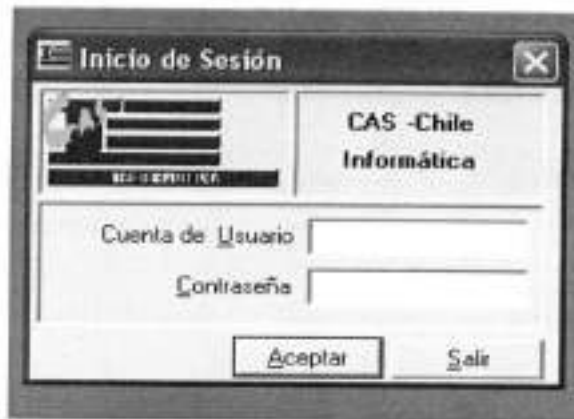 Inicio de Sesión
CAS -Chile
Informática
Cuenta de Usuario
Contraseña
Aceptar
Salir